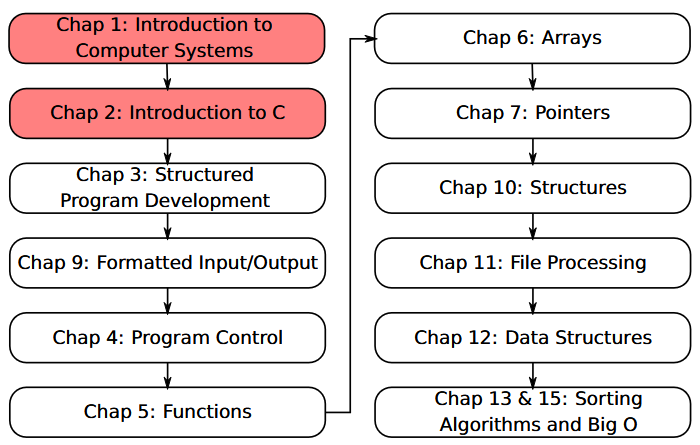 Chap 1: Introduction to
Computer Systems
Chap 2: Introduction to C
Chap 3: Structured
Program Development
Chap 9: Formatted Input/Output
Chap 4: Program Control
Chap 5: Functions
Chap 6: Arrays
Chap 7: Pointers
Chap 10: Structures
Chap 11: File Processing
Chap 12: Data Structures
Chap 13 & 15: Sorting
Algorithms and Big O